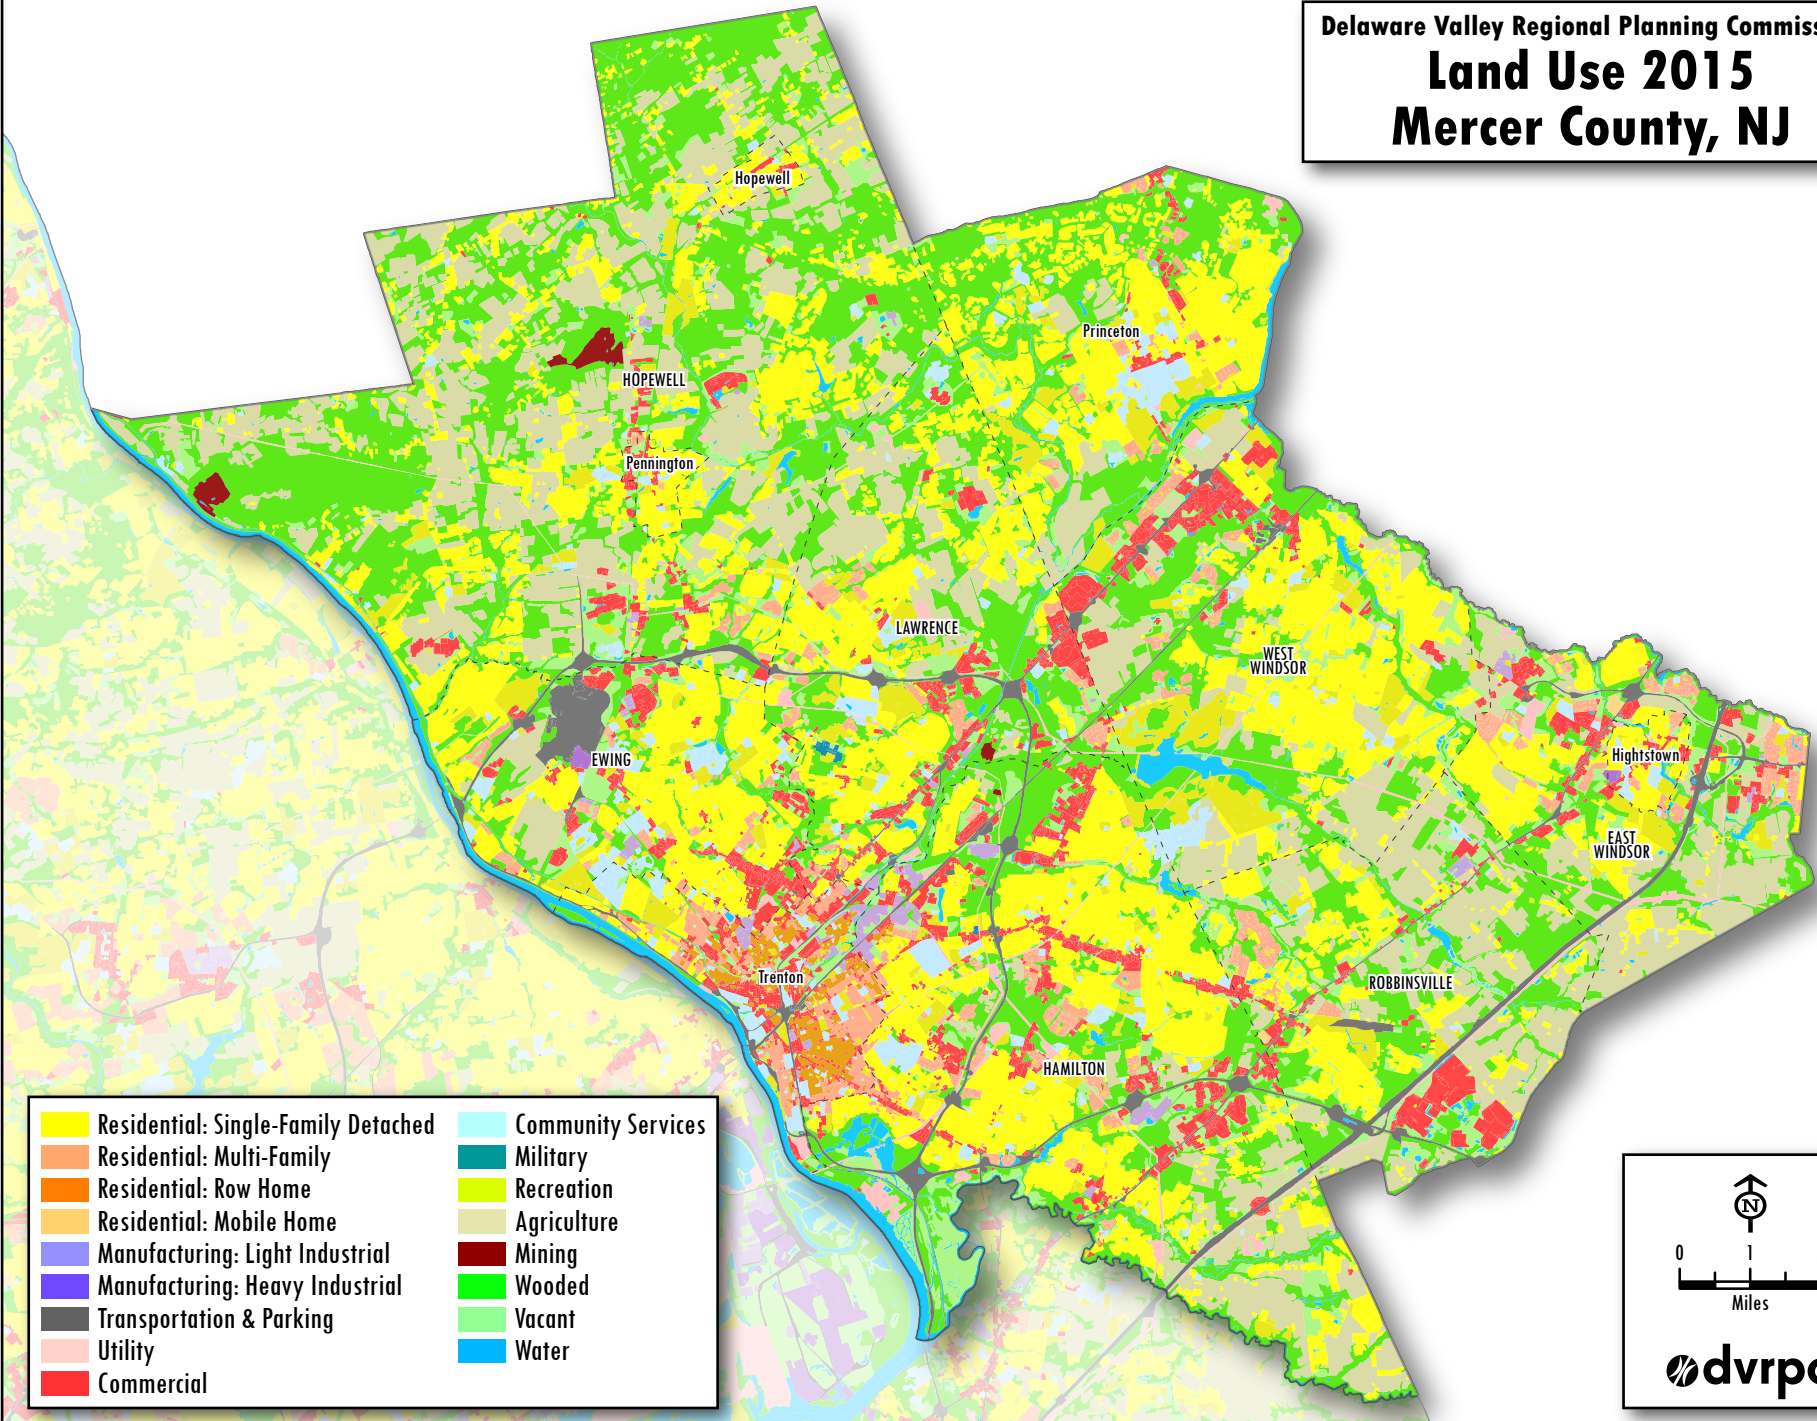 Delaware Valley Regional Planning Commiss
Land Use 2015
Mercer County, NJ
Hopewell
Princeton
HOPEWELL
Pennington
LAWRENCE
WEST
WINDSOR
EWING
Hightstown
EAST
WINDSOR
Trenton
ROBBINSVILLE
HAMILTON
Residential: Single-Family Detached
Residential: Multi-Family
Residential: Row Home
Residential: Mobile Home
Manufacturing: Light Industrial
Manufacturing: Heavy Industrial
Transportation & Parking
Utility
Commercial
Community Services
Military
Recreation
Agriculture
Mining
Wooded
Vacant
Water
N
0 1
Miles
dvrpc